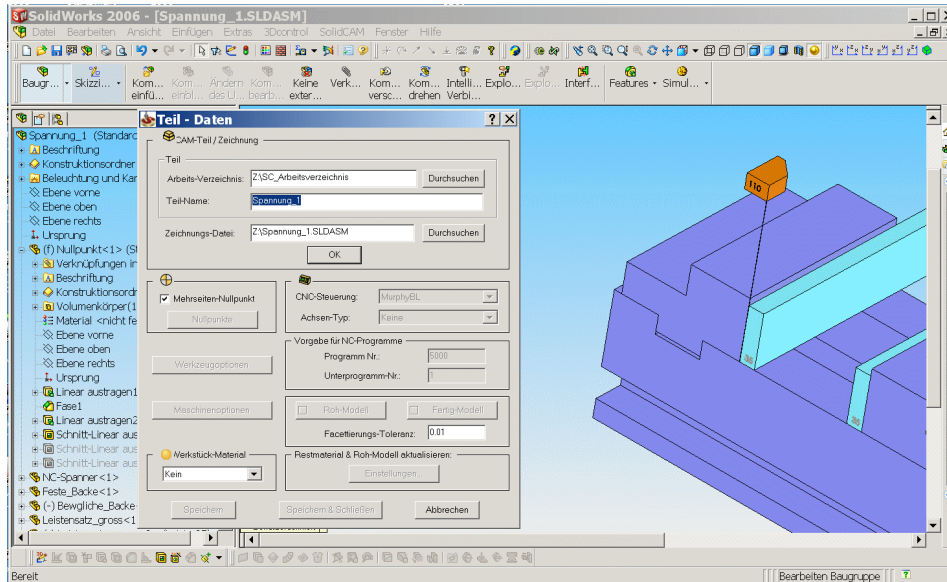 SolidWorks 2006 - [Spannung_1.SLDASM]
Datei Bearbeiten Ansicht Einfügen Extras 3Dcontrol SolidCAM Fenster Hilfe
Baugr... Skizzi... Kom... Kom... Ändern Kom... Keine Verk... Kom... Kom... Intelli... Explo... Explo... Interf... Features Simul...
einfü... einbl... des U... bearb... exter... versc... drehen Verbi...
Teil - Daten
CAM-Teil / Zeichnung
Teil
Arbeits-Verzeichnis: Z:\SC_Arbeitsverzeichnis Durchsuchen
Teil-Name: Spannung_1
Zeichnungs-Datei: Z:\Spannung_1.SLDASM Durchsuchen
OK
Mehrseiten-Nullpunkt
Nullpunkte
CNC-Steuerung: MurphyBL
Achsen-Typ: Keine
Vorgabe für NC-Programme
Programm Nr.: 5000
Unterprogramm-Nr.: 1
Werkzeugoptionen
Maschinenoptionen
Roh-Modell Fertig-Modell
Facettierungs-Toleranz: 0.01
Werkstück-Material
Kein
Restmaterial & Roh-Modell aktualisieren:
Einstellungen...
Speichern Speichern & Schließen Abbrechen
Spannung_1 (Standard
Beschriftung
Konstruktionsordner
Beleuchtung und Kar
Ebene vorne
Ebene oben
Ebene rechts
Ursprung
(f) Nullpunkt<1> (St
Verknüpfungen in
Beschriftung
Konstruktionsordr
Volumenkörper(1
Material <nicht fe
Ebene vorne
Ebene oben
Ebene rechts
Ursprung
Linear austragen1
Fase1
Linear austragen2
Schnitt-Linear aus
Schnitt-Linear aus
Schnitt-Linear aus
NC-Spanner<1>
Feste_Backe<1>
(-) Bewgliche_Backe
Leistensatz_gross<1
110
35
35
Bereit
Bearbeiten Baugruppe